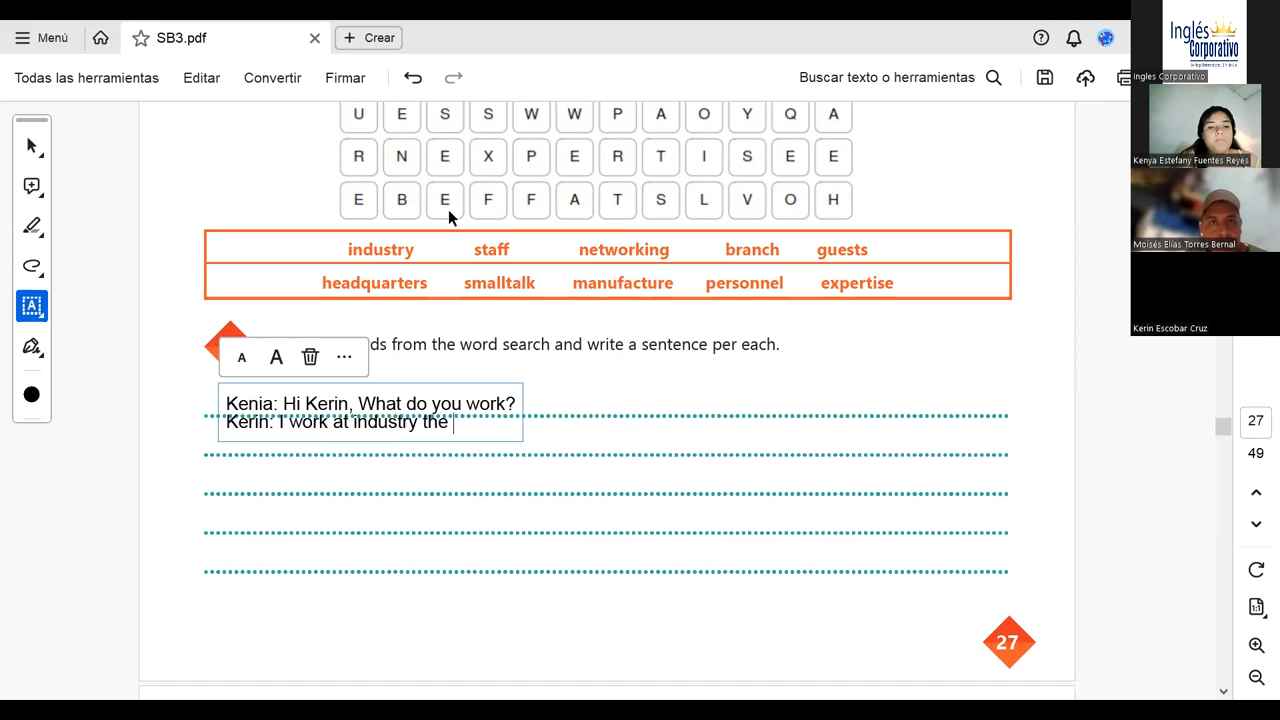 Menú
SB3.pdf
Crear
Todas las herramientas
Editar
Convertir
Firmar
Buscar texto o herramientas
U E S S W W P A O Y Q A
R N E X P E R T I S E E
E B E F F A T S L V O H
industry staff networking branch guests
headquarters smalltalk manufacture personnel expertise
ds from the word search and write a sentence per each.
A A
Kenia: Hi Kerin, What do you work?
Kerin: I work at industry the
27
27
49
Inglés
Corporativo
Ingles Corporativo
Kenya Estefany Fuentes Reyes
Moisés Elías Torres Bernal
Kerin Escobar Cruz